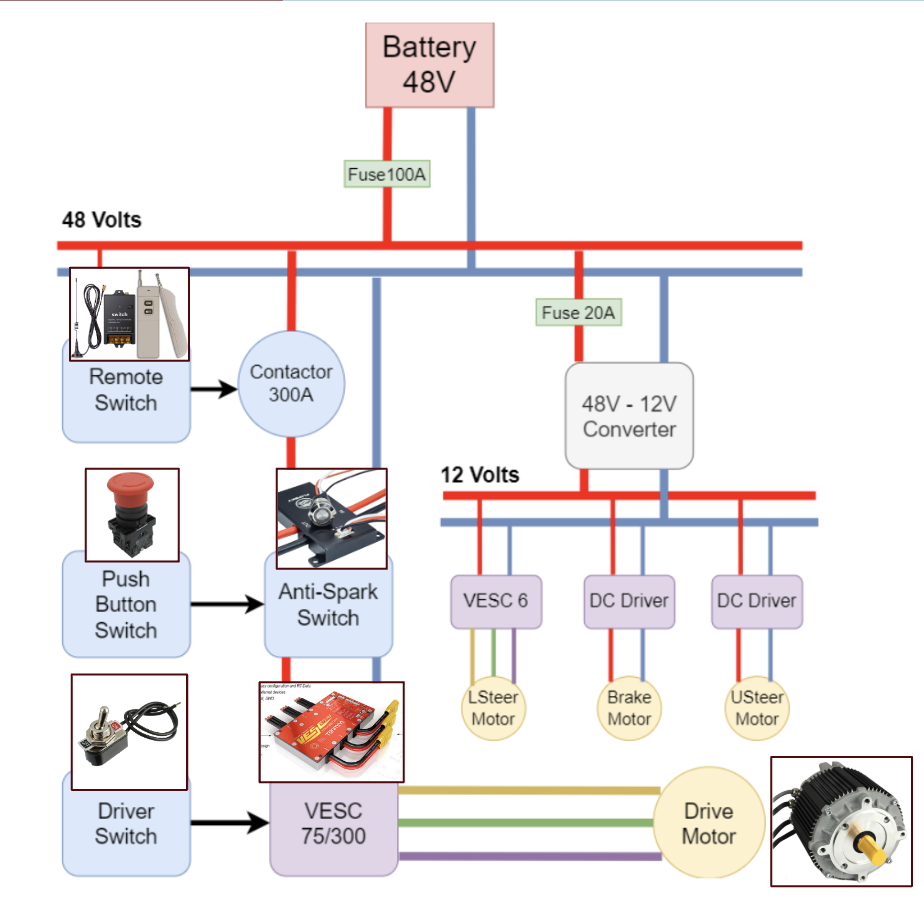 Battery
48V
Fuse100A
48 Volts
Fuse 20A
switch
Remote
Switch
Contactor
300A
48V - 12V
Converter
12 Volts
Push
Button
Switch
Anti-Spark
Switch
VESC 6
DC Driver
DC Driver
LSteer
Motor
Brake
Motor
USteer
Motor
VESC
Driver
Switch
VESC
75/300
Drive
Motor